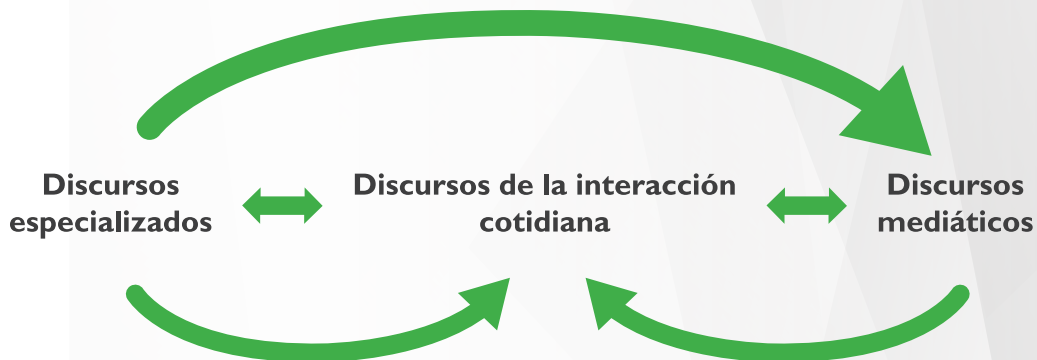 Discursos
especializados
Discursos de la interacción
cotidiana
Discursos
mediáticos